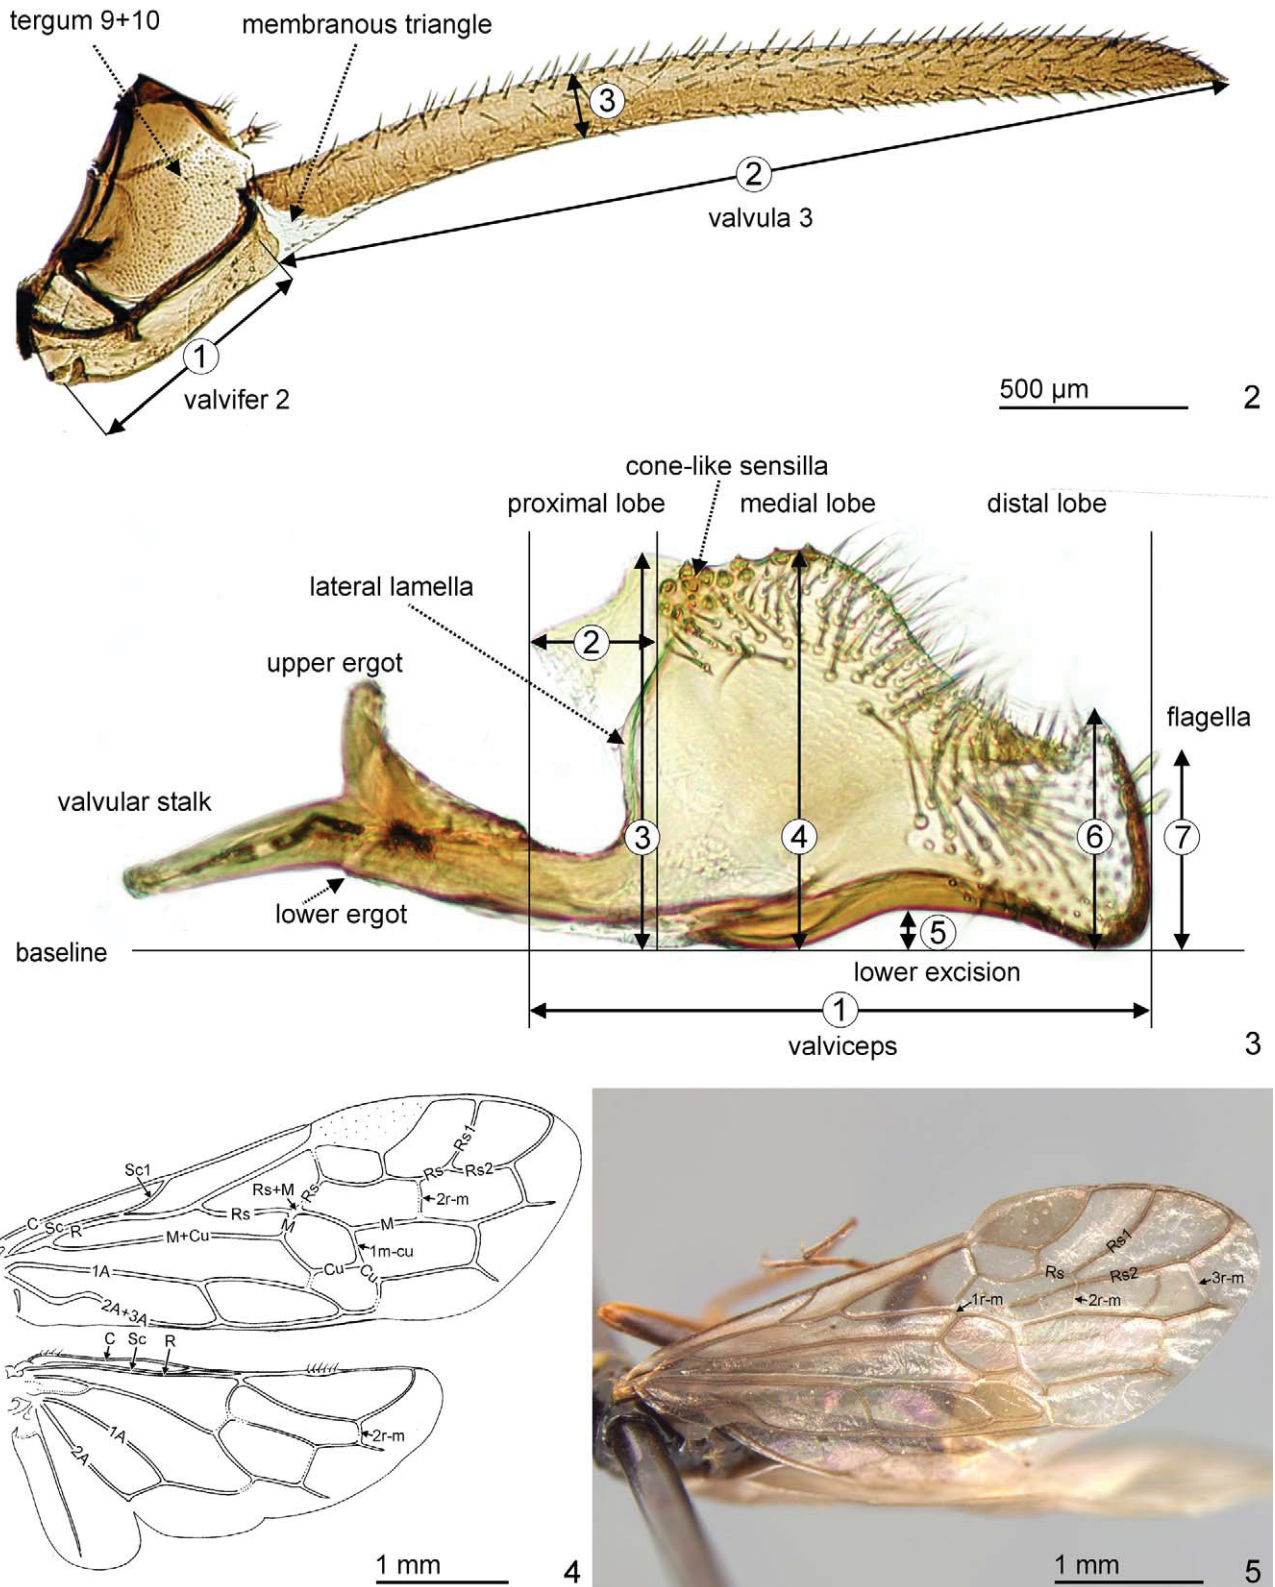 tergum 9+10
membranous triangle
3
2
valvula 3
1
valvifer 2
500 µm
2
cone-like sensilla
proximal lobe
medial lobe
distal lobe
lateral lamella
2
upper ergot
flagella
valvular stalk
3
4
6
7
lower ergot
5
baseline
lower excision
1
valviceps
3
Sc1
Rs1
Rs
Rs2
Rs+M
Rs
2r-m
C
Sc
R
Rs
M
M
M+Cu
1m-cu
Cu
Cu
1A
2A+3A
C
Sc
R
1A
2A
2r-m
1 mm
4
Rs1
Rs
Rs2
3r-m
1r-m
2r-m
1 mm
5